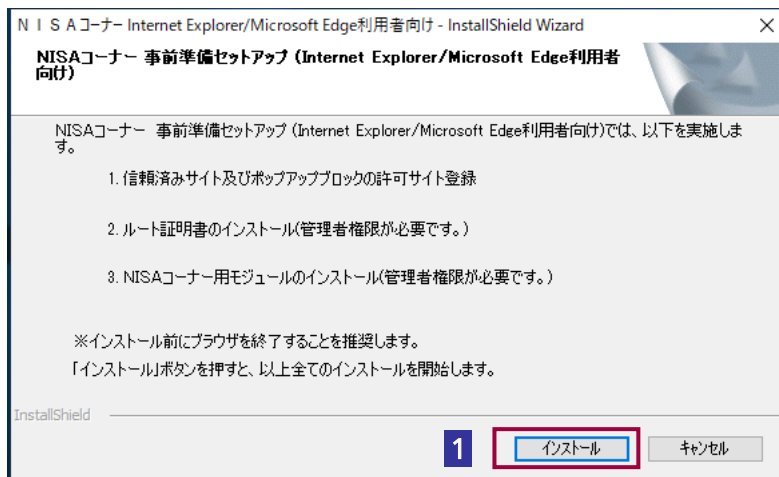 ＮＩＳＡコーナー Internet Explorer/Microsoft Edge利用者向け - InstallShield Wizard
NISAコーナー 事前準備セットアップ (Internet Explorer/Microsoft Edge利用者
向け)
NISAコーナー 事前準備セットアップ (Internet Explorer/Microsoft Edge利用者向け)では、以下を実施しま
す。
1. 信頼済みサイト及びポップアップブロックの許可サイト登録
2. ルート証明書のインストール(管理者権限が必要です。)
3. NISAコーナー用モジュールのインストール(管理者権限が必要です。)
※インストール前にブラウザを終了することを推奨します。
「インストール」ボタンを押すと、以上全てのインストールを開始します。
InstallShield
1 インストール キャンセル